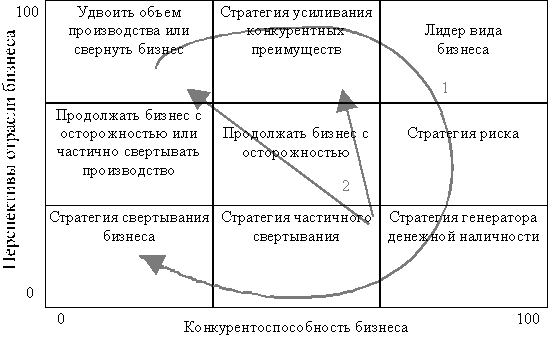 100
Удвоить объем
производства или
свернуть бизнес
Стратегия усиливания
конкурентных
преимуществ
Лидер вида
бизнеса
1
Перспективы отрасли бизнеса
Продолжать бизнес с
осторожностью или
частично свертывать
производство
Продолжать бизнес с
осторожностью
Стратегия риска
2
Стратегия свертывания
бизнеса
Стратегия частичного
свертывания
Стратегия генератора
денежной наличности
0
0
Конкурентоспособность бизнеса
100